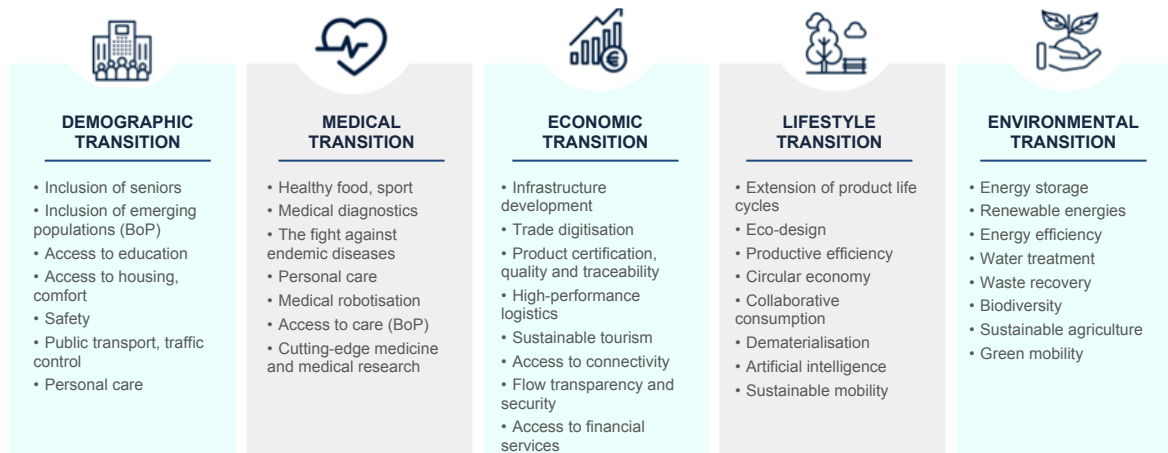 DEMOGRAPHIC
TRANSITION
• Inclusion of seniors
• Inclusion of emerging
populations (BoP)
• Access to education
• Access to housing,
comfort
• Safety
• Public transport, traffic
control
• Personal care
MEDICAL
TRANSITION
• Healthy food, sport
• Medical diagnostics
• The fight against
endemic diseases
• Personal care
• Medical robotisation
• Access to care (BoP)
• Cutting-edge medicine
and medical research
€
ECONOMIC
TRANSITION
• Infrastructure
development
• Trade digitisation
• Product certification,
quality and traceability
• High-performance
logistics
• Sustainable tourism
• Access to connectivity
• Flow transparency and
security
• Access to financial
services
LIFESTYLE
TRANSITION
• Extension of product life
cycles
• Eco-design
• Productive efficiency
• Circular economy
• Collaborative
consumption
• Dematerialisation
• Artificial intelligence
• Sustainable mobility
ENVIRONMENTAL
TRANSITION
• Energy storage
• Renewable energies
• Energy efficiency
• Water treatment
• Waste recovery
• Biodiversity
• Sustainable agriculture
• Green mobility